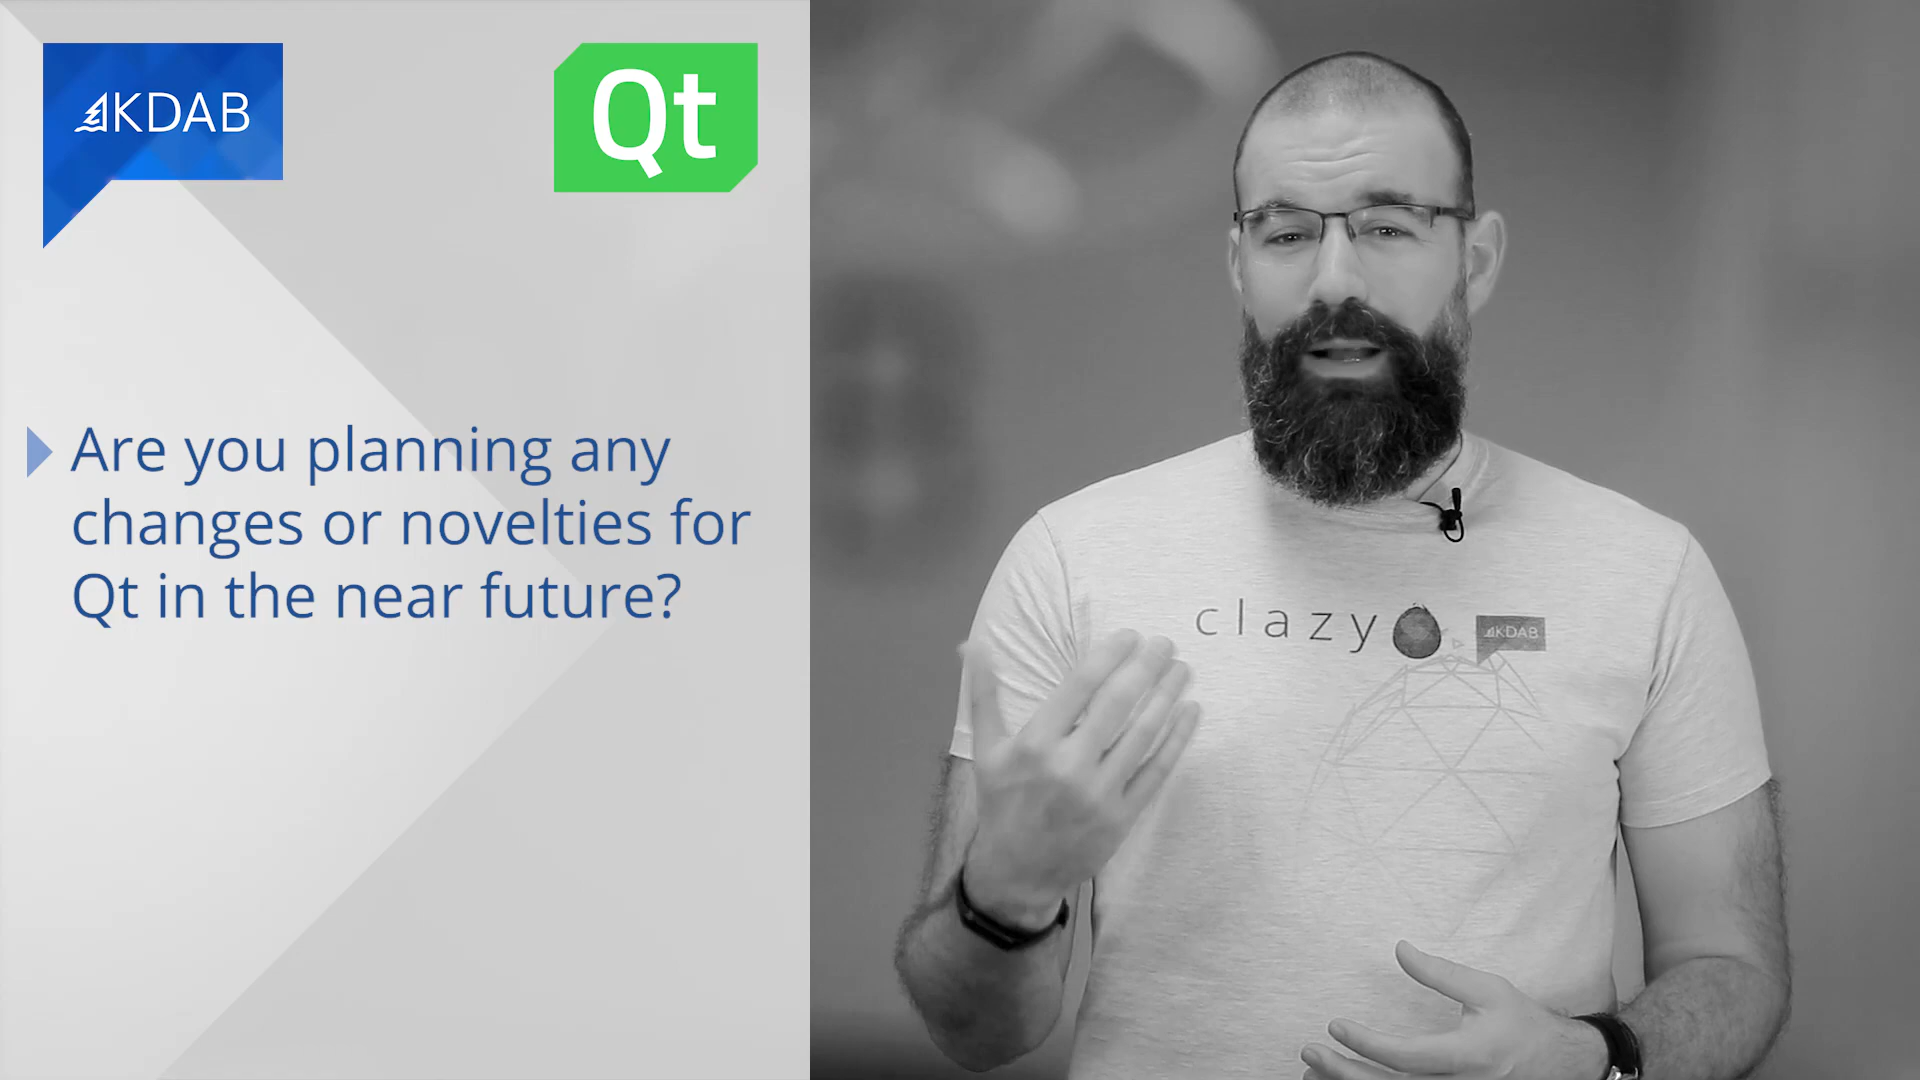 KDAB
Qt
Are you planning any
changes or novelties for
Qt in the near future?
clazy
KDAB